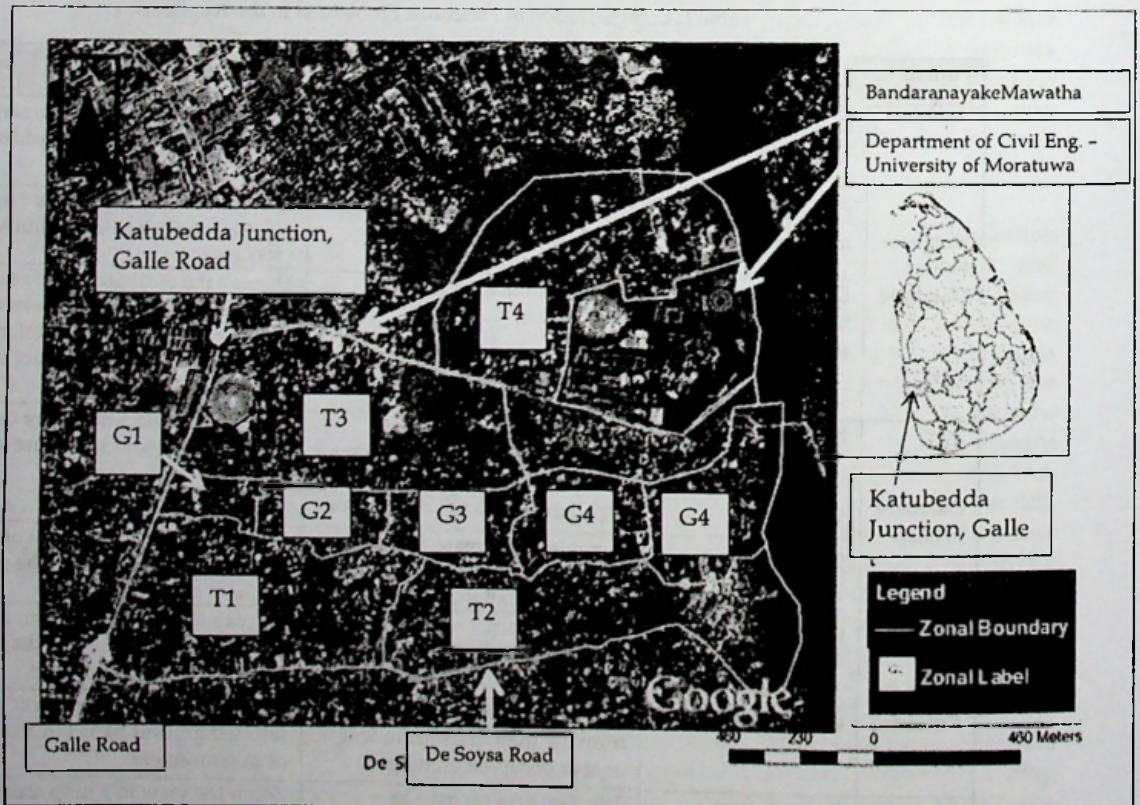 BandaranayakeMawatha
Department of Civil Eng. –
University of Moratuwa
Katubedda Junction,
Galle Road
T4
T3
G1
G2
G3
G4
G4
T1
T2
Katubedda
Junction, Galle
Legend
Zonal Boundary
Zonal Label
Google
Galle Road
De S
De Soysa Road
230
0
460 Meters